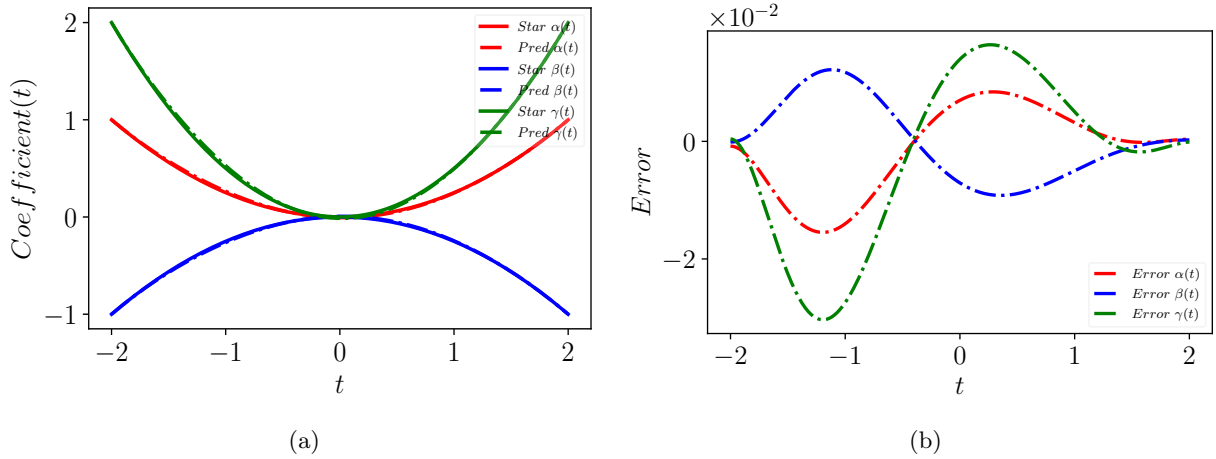 2
1
0
−1
Coefficient(t)
−2
−1
0
1
2
t
Star α(t)
Pred α(t)
Star β(t)
Pred β(t)
Star γ(t)
Pred γ(t)
(a)
×10⁻²
0
−2
Error
−2
−1
0
1
2
t
Error α(t)
Error β(t)
Error γ(t)
(b)